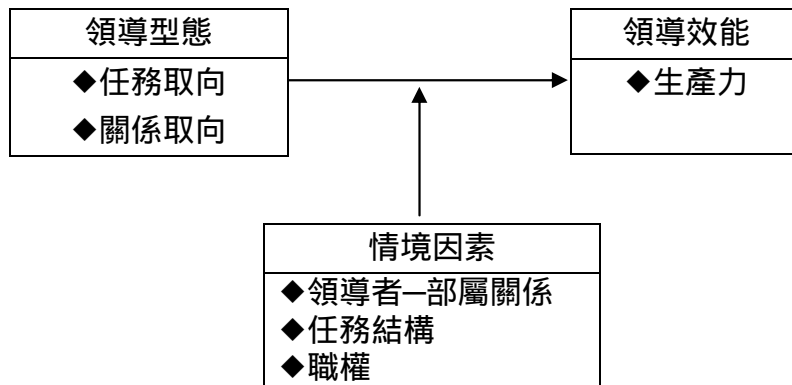 領導型態
◆任務取向
◆關係取向
領導效能
◆生產力
情境因素
◆領導者─部屬關係
◆任務結構
◆職權